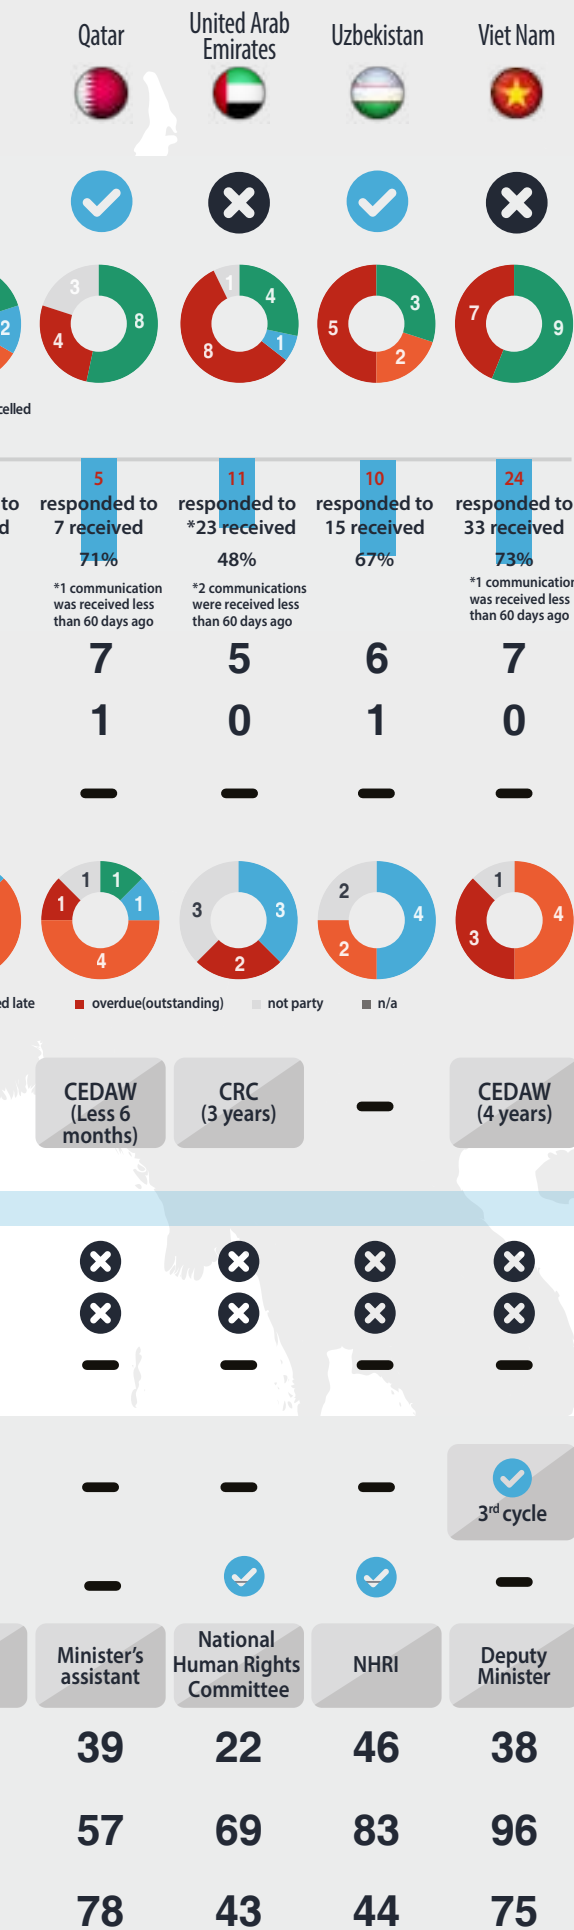 Qatar United Arab Emirates Uzbekistan Viet Nam
3 8 4 1 4 1 8 3 2 5 7 9
2
celled
5 11 10 24
to responded to responded to responded to responded to
d 7 received *23 received 15 received 33 received
71% 48% 67% 73%
*1 communication *2 communications *1 communication
was received less were received less was received less
than 60 days ago than 60 days ago than 60 days ago
7 5 6 7
1 0 1 0
1 1 1 1 4 3 3 2 2 4 2 1 4 3
ed late overdue(outstanding) not party n/a
CEDAW CRC CEDAW
(Less 6 (3 years) (4 years)
months)
3rd cycle
Minister's National Human Rights Committee NHRI Deputy
assistant Minister
39 22 46 38
57 69 83 96
78 43 44 75